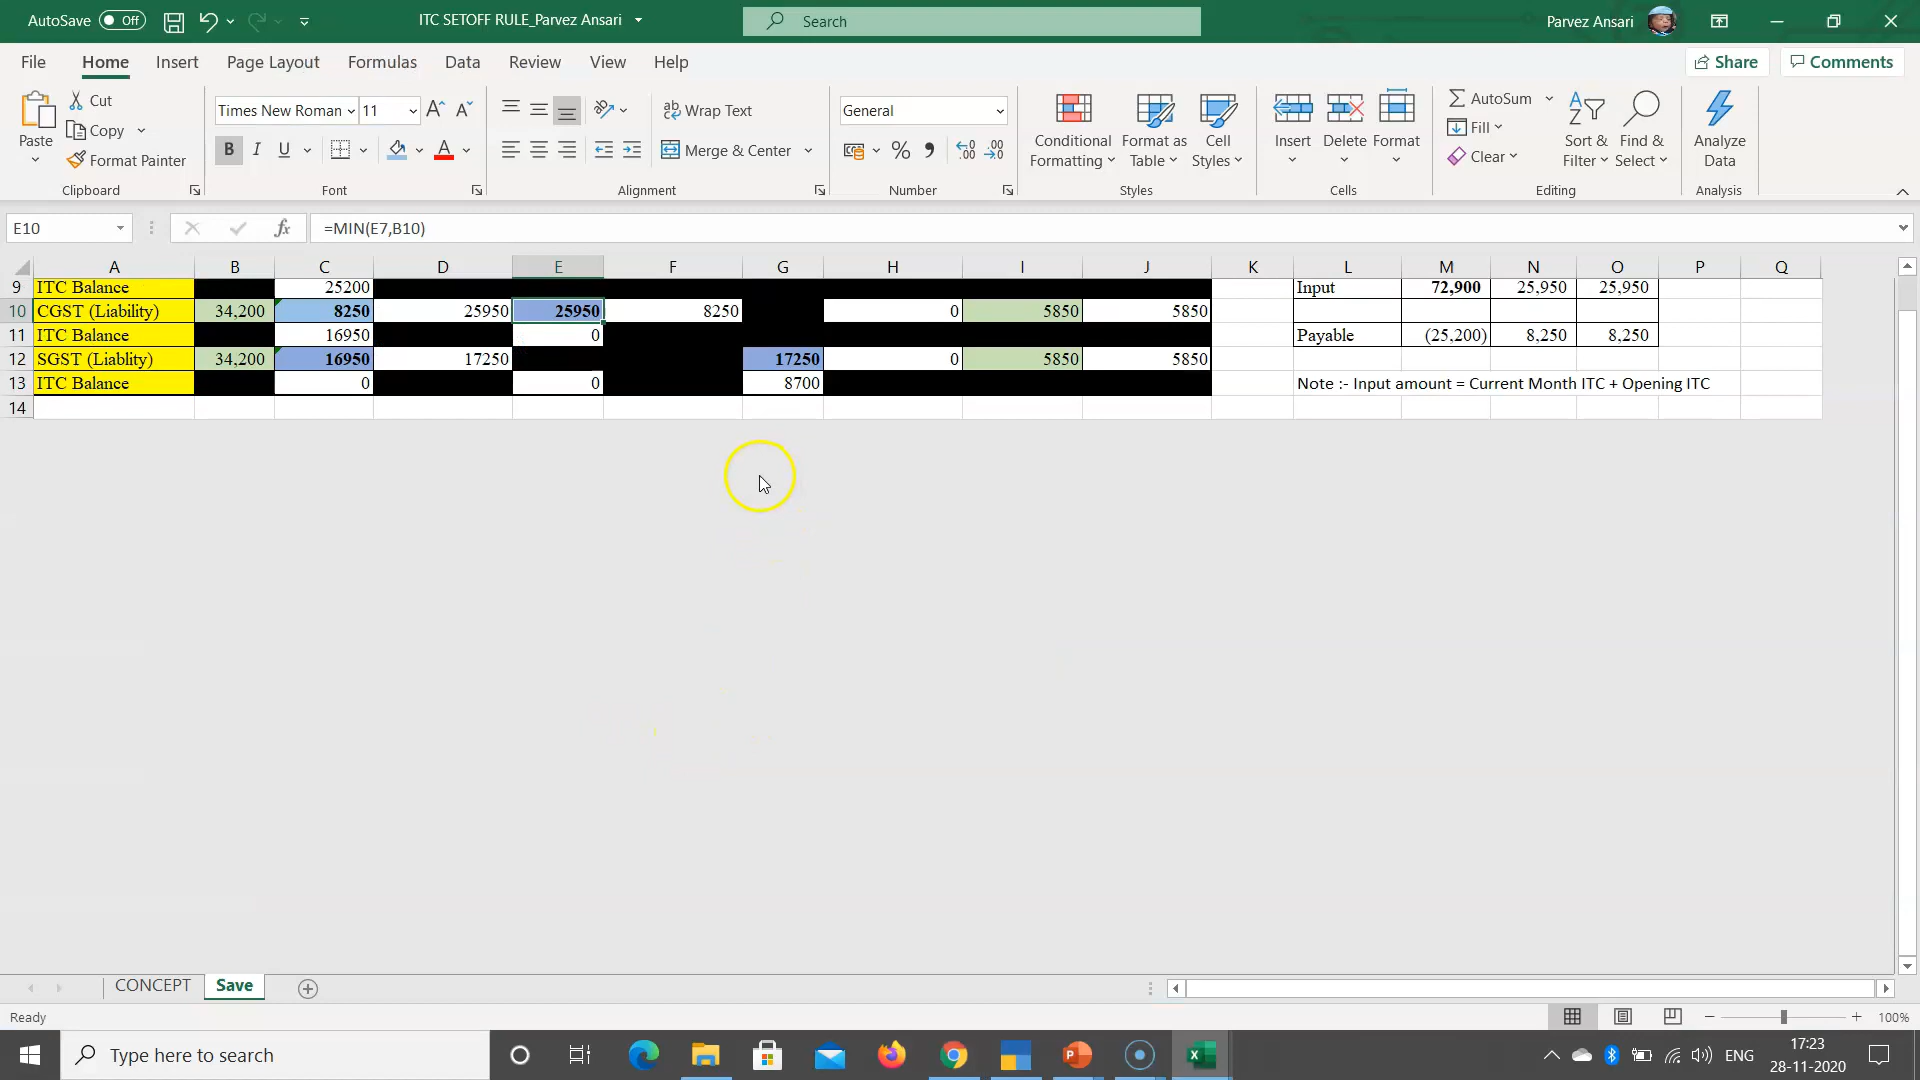 AutoSave Off ITC SETOFF RULE_Parvez Ansari Search Parvez Ansari
File Home Insert Page Layout Formulas Data Review View Help Share Comments
Paste Cut Copy Format Painter Clipboard
Times New Roman 11 B I U A Font
Wrap Text Merge & Center Alignment
General % Number
Conditional Formatting Format as Table Cell Styles Styles
Insert Delete Format Cells
AutoSum Fill Clear Sort & Filter Find & Select Editing
Analyze Data Analysis
E10 fx =MIN(E7,B10)
A B C D E F G H I J K L M N O P Q
9 ITC Balance 25200 Input 72,900 25,950 25,950
10 CGST (Liability) 34,200 8250 25950 25950 8250 0 5850 5850
11 ITC Balance 16950 0 Payable (25,200) 8,250 8,250
12 SGST (Liablity) 34,200 16950 17250 17250 0 5850 5850
13 ITC Balance 0 0 8700 Note :- Input amount = Current Month ITC + Opening ITC
14
CONCEPT Save
Ready 100%
Type here to search ENG 17:23
28-11-2020